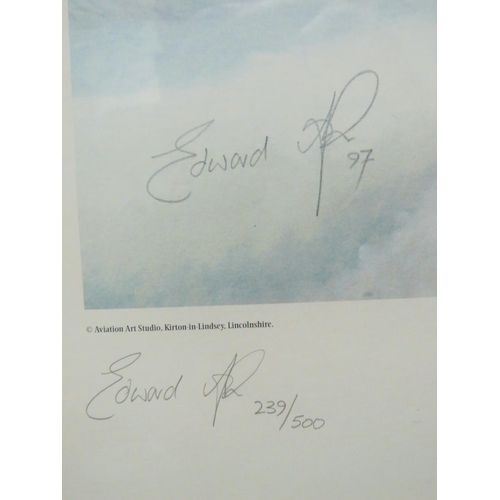 Edward
97
© Aviation Art Studio, Kirton in Lindsey, Lincolnshire.
Edward
239/500